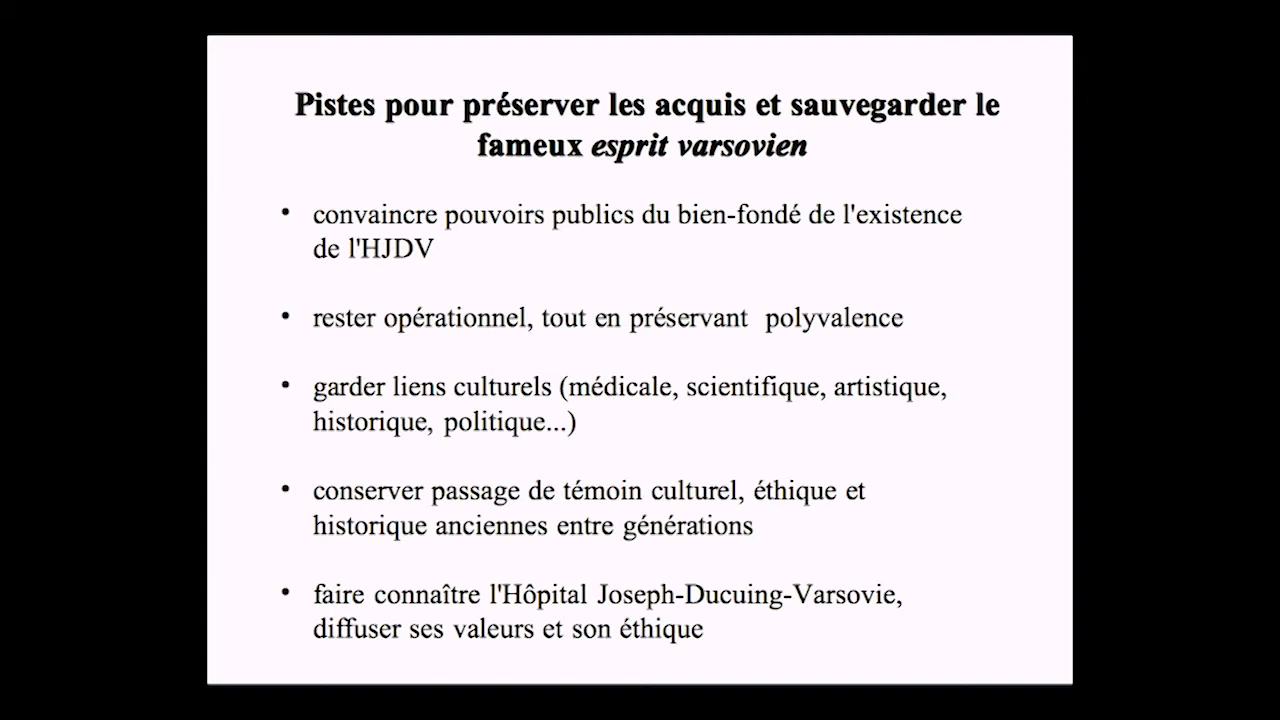 Pistes pour préserver les acquis et sauvegarder le
fameux esprit varsovien
• convaincre pouvoirs publics du bien-fondé de l'existence
de l'HJDV
• rester opérationnel, tout en préservant  polyvalence
• garder liens culturels (médicale, scientifique, artistique,
historique, politique...)
• conserver passage de témoin culturel, éthique et
historique anciennes entre générations
• faire connaître l'Hôpital Joseph-Ducuing-Varsovie,
diffuser ses valeurs et son éthique